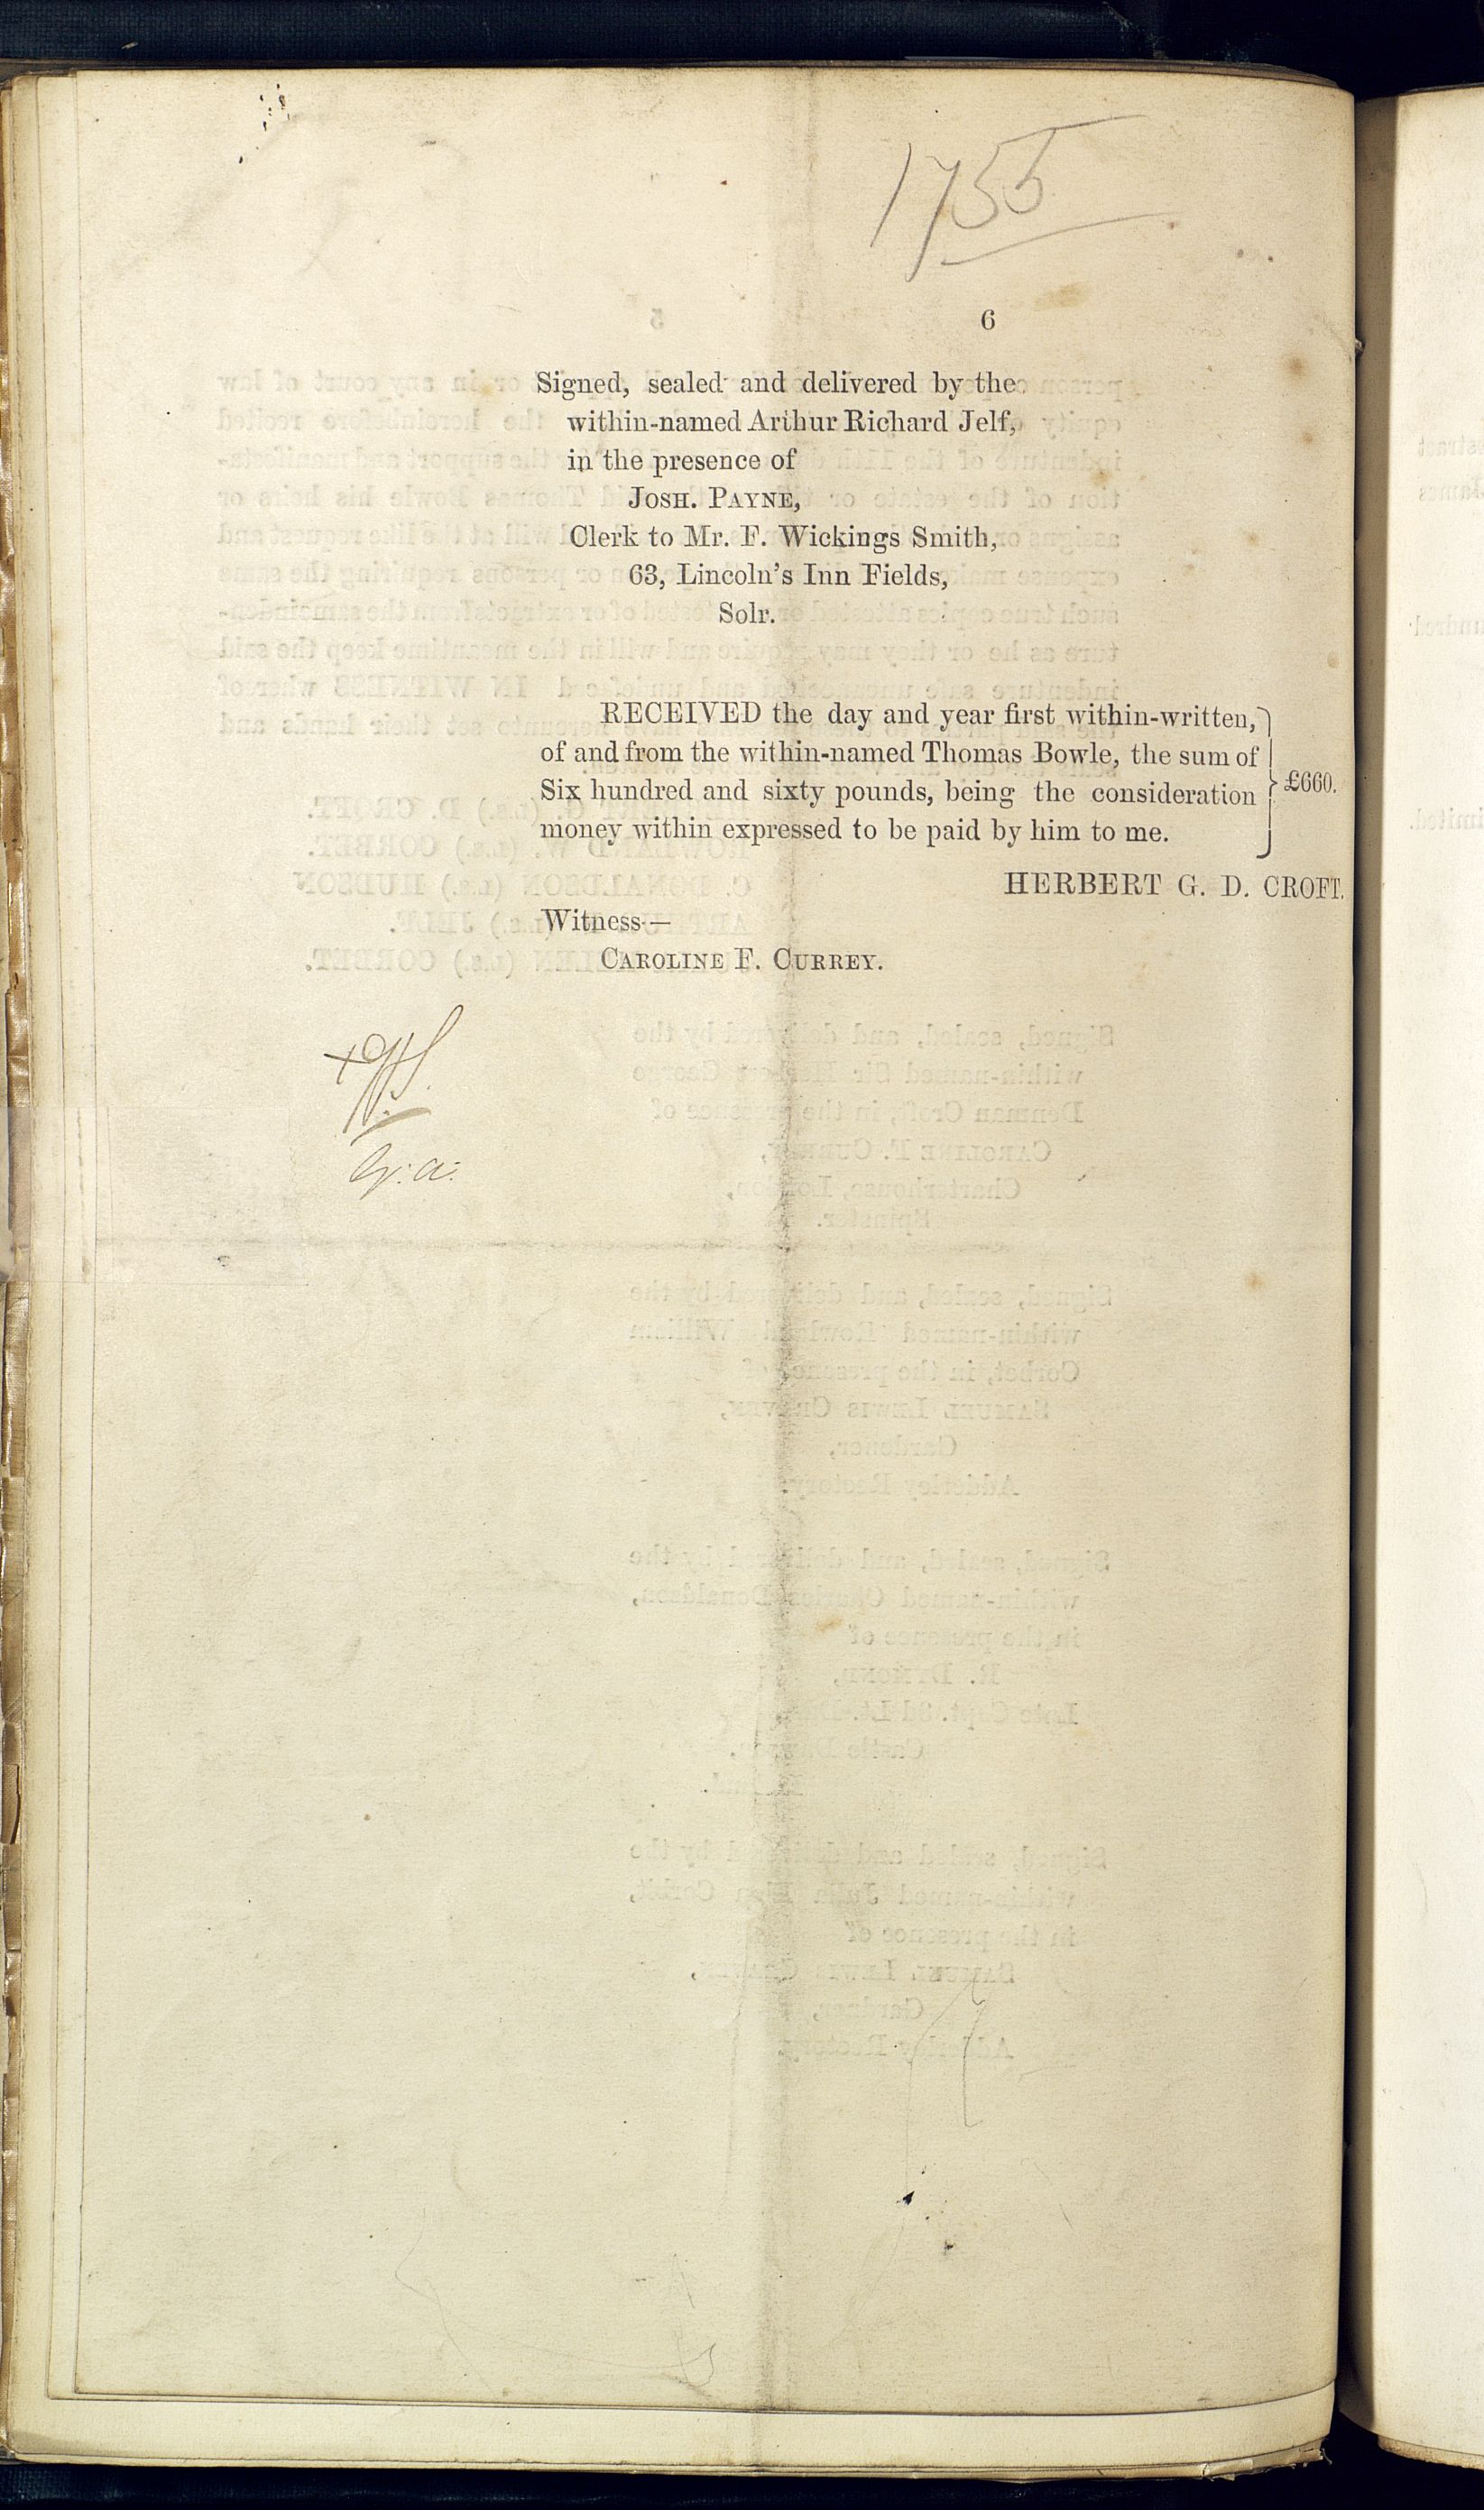 1755
6
Signed, sealed and delivered by the
within-named Arthur Richard Jelf,
in the presence of
JOSH. PAYNE,
Clerk to Mr. F. Wickings Smith,
63, Lincoln's Inn Fields,
Solr.
RECEIVED the day and year first within-written,
of and from the within-named Thomas Bowle, the sum of
Six hundred and sixty pounds, being the consideration
money within expressed to be paid by him to me.
£660.
HERBERT G. D. CROFT.
Witness—
CAROLINE F. CURREY.